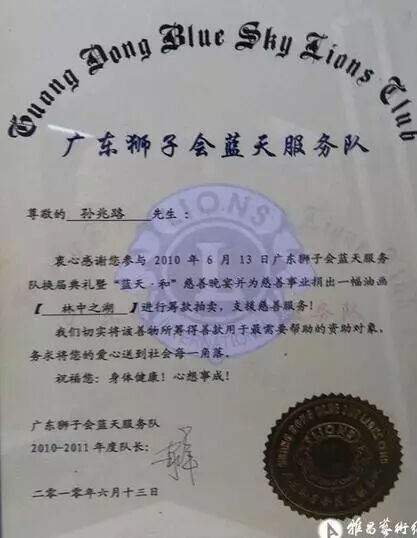 Guang Dong Blue Sky Lions Club
广东狮子会蓝天服务队
尊敬的 孙兆路 先生：
衷心感谢您参与 2010 年 6 月 13 日广东狮子会蓝天服务
队换届典礼暨“蓝天·和”慈善晚宴并为慈善事业捐出一幅油画
【 林中之湖 】进行筹款拍卖，支援慈善服务！
我们切实将该善物所筹得善款用于最需要帮助的资助对象，
务求将您的爱心送到社会每一角落。
祝福您：身体健康！心想事成！
LIONS
INTERNATIONAL
广东狮子会蓝天服务队
2010-2011 年度队长：
二〇一〇年六月十三日
LIONS
雅昌艺术